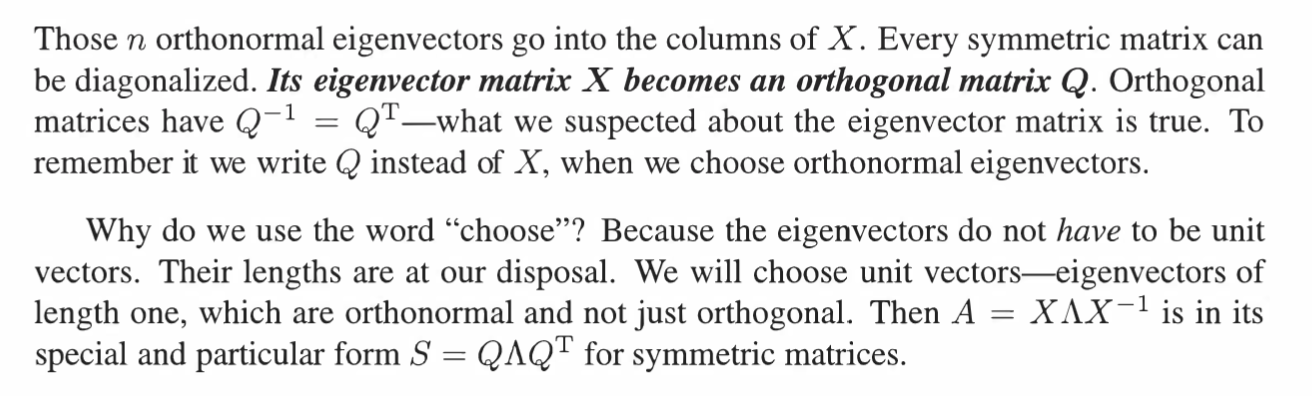 Those n orthonormal eigenvectors go into the columns of X. Every symmetric matrix can
be diagonalized. Its eigenvector matrix X becomes an orthogonal matrix Q. Orthogonal
matrices have Q⁻¹ = Qᵀ—what we suspected about the eigenvector matrix is true. To
remember it we write Q instead of X, when we choose orthonormal eigenvectors.
Why do we use the word “choose”? Because the eigenvectors do not have to be unit
vectors. Their lengths are at our disposal. We will choose unit vectors—eigenvectors of
length one, which are orthonormal and not just orthogonal. Then A = XΛX⁻¹ is in its
special and particular form S = QΛQᵀ for symmetric matrices.